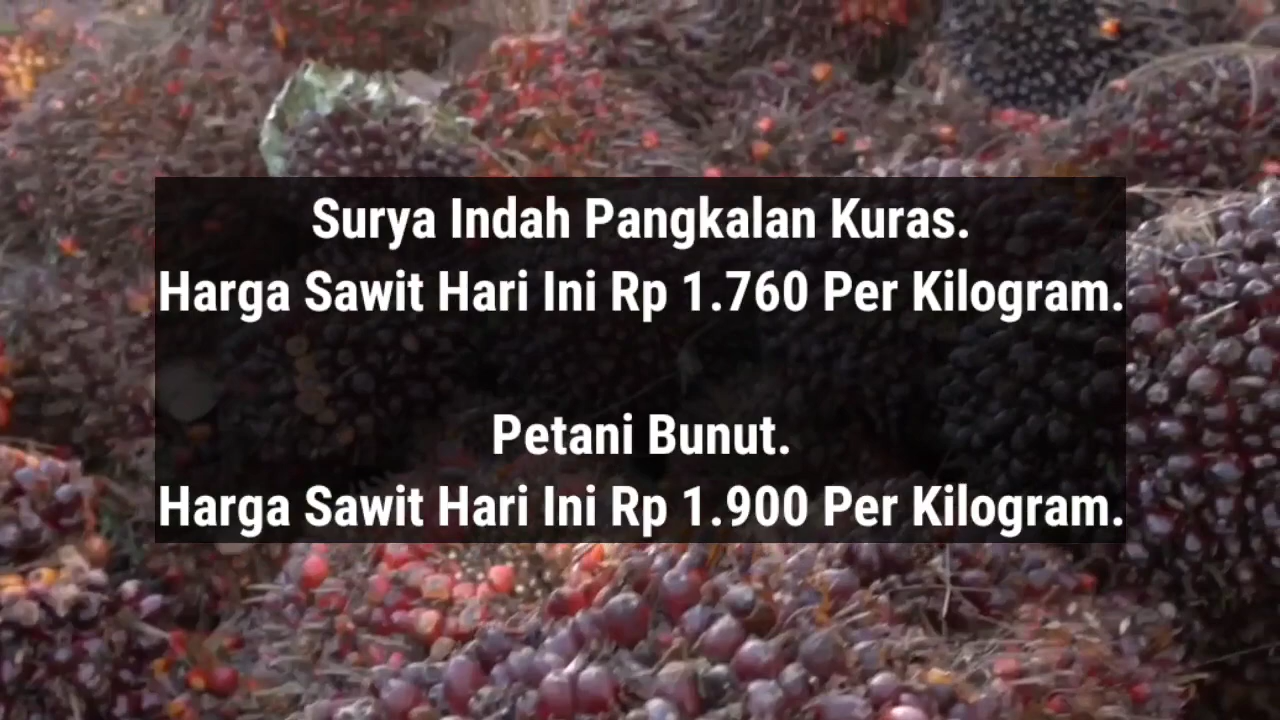 Surya Indah Pangkalan Kuras.
Harga Sawit Hari Ini Rp 1.760 Per Kilogram.
Petani Bunut.
Harga Sawit Hari Ini Rp 1.900 Per Kilogram.